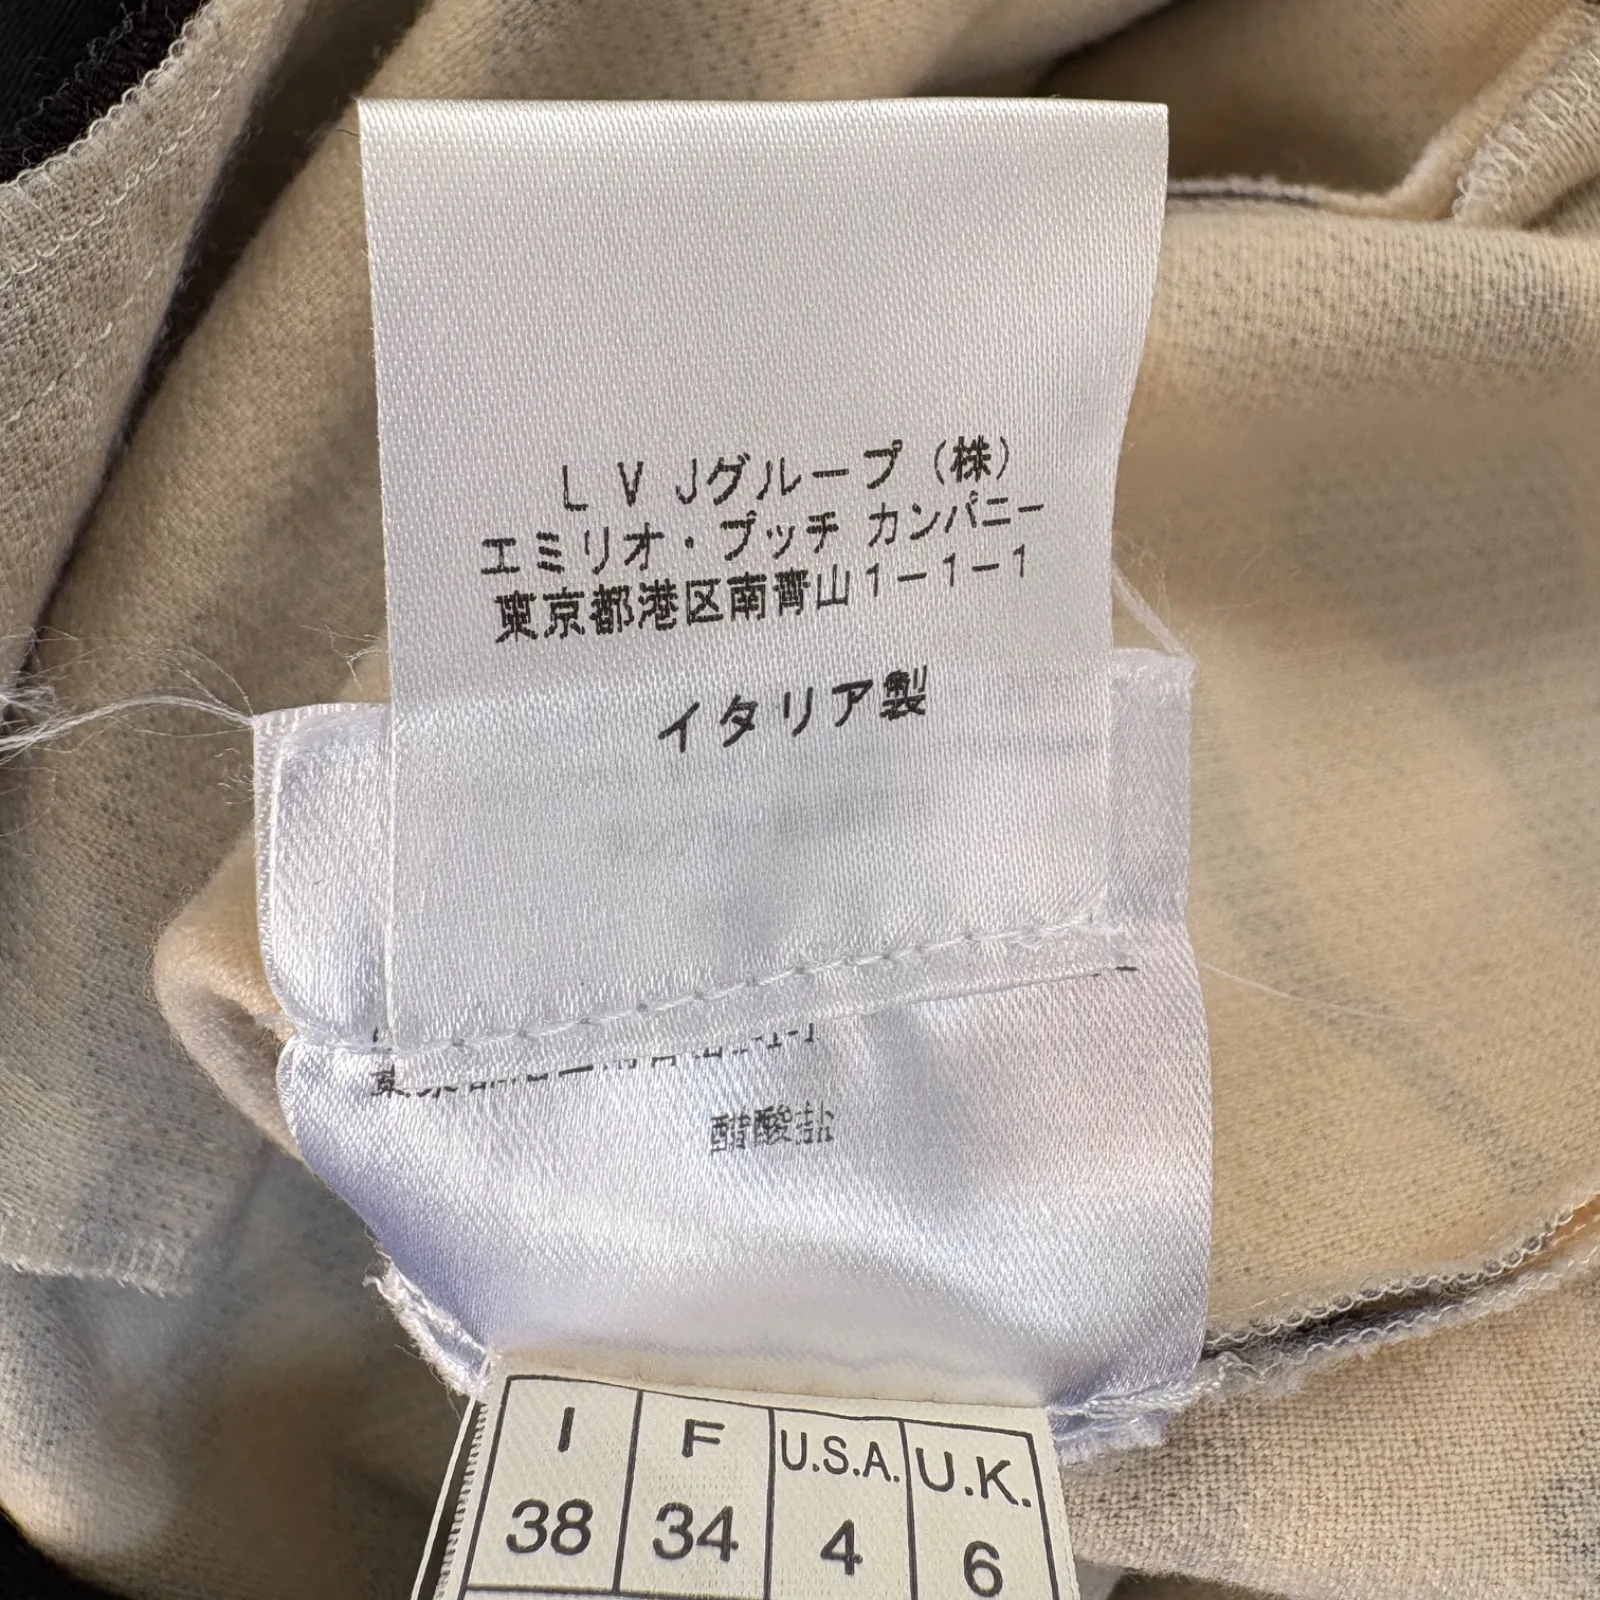 ＬＶＪグループ（株）
エミリオ・プッチ カンパニー
東京都港区南青山１－１－１
イタリア製
醋酸盐
I F U.S.A. U.K.
38 34 4 6